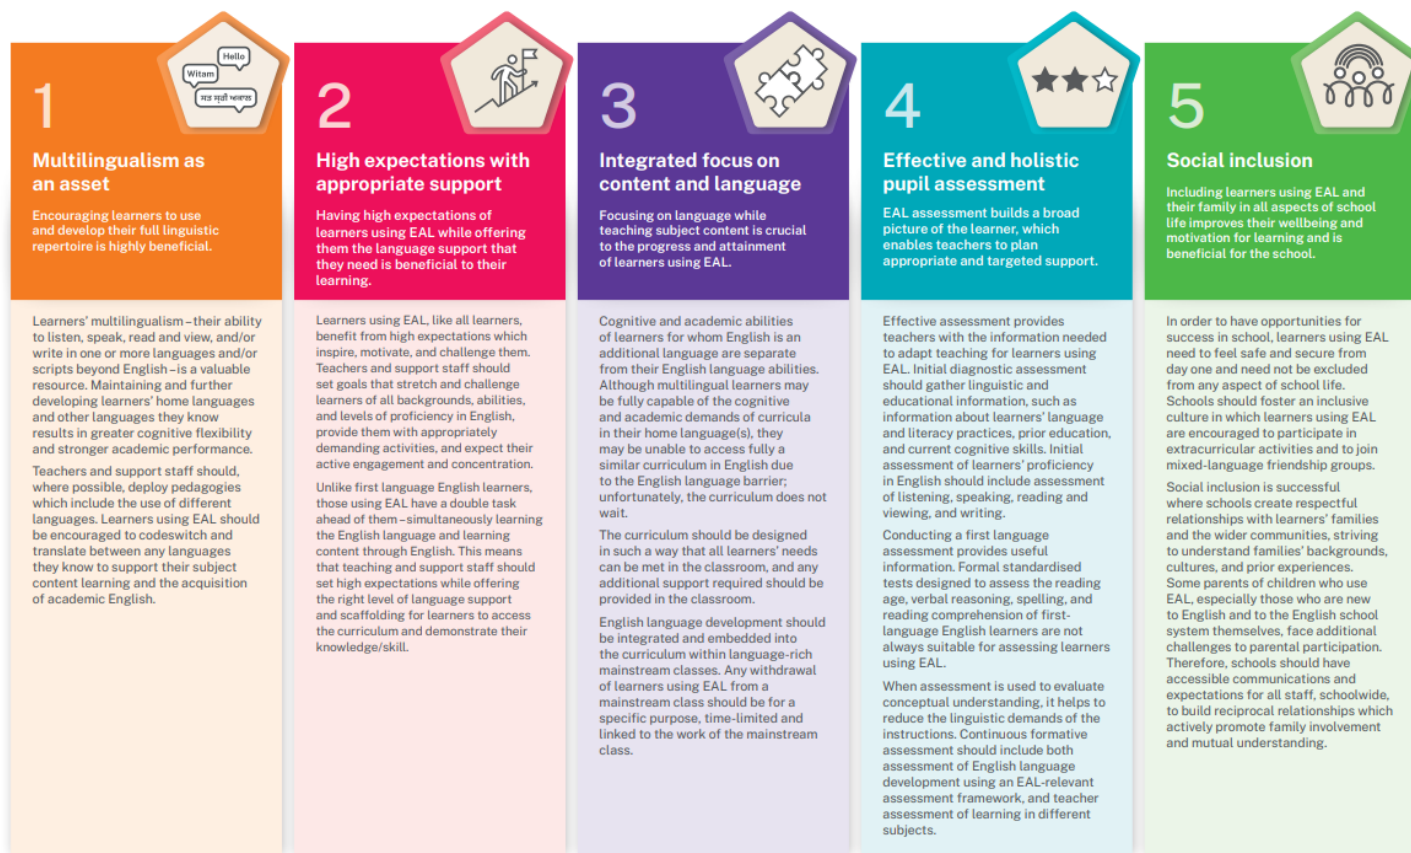 1
Hello
Witam
ਸਤ ਸ੍ਰੀ ਅਕਾਲ
Multilingualism as
an asset
Encouraging learners to use
and develop their full linguistic
repertoire is highly beneficial.
Learners’ multilingualism – their ability
to listen, speak, read and view, and/or
write in one or more languages and/or
scripts beyond English – is a valuable
resource. Maintaining and further
developing learners’ home languages
and other languages they know
results in greater cognitive flexibility
and stronger academic performance.
Teachers and support staff should,
where possible, deploy pedagogies
which include the use of different
languages. Learners using EAL should
be encouraged to codeswitch and
translate between any languages
they know to support their subject
content learning and the acquisition
of academic English.
2
High expectations with
appropriate support
Having high expectations of
learners using EAL while offering
them the language support that
they need is beneficial to their
learning.
Learners using EAL, like all learners,
benefit from high expectations which
inspire, motivate, and challenge them.
Teachers and support staff should
set goals that stretch and challenge
learners of all backgrounds, abilities,
and levels of proficiency in English,
provide them with appropriately
demanding activities, and expect their
active engagement and concentration.
Unlike first language English learners,
those using EAL have a double task
ahead of them – simultaneously learning
the English language and learning
content through English. This means
that teaching and support staff should
set high expectations while offering
the right level of language support
and scaffolding for learners to access
the curriculum and demonstrate their
knowledge/skill.
3
Integrated focus on
content and language
Focusing on language while
teaching subject content is crucial
to the progress and attainment
of learners using EAL.
Cognitive and academic abilities
of learners for whom English is an
additional language are separate
from their English language abilities.
Although multilingual learners may
be fully capable of the cognitive
and academic demands of curricula
in their home language(s), they
may be unable to access fully a
similar curriculum in English due
to the English language barrier;
unfortunately, the curriculum does not
wait.
The curriculum should be designed
in such a way that all learners’ needs
can be met in the classroom, and any
additional support required should be
provided in the classroom.
English language development should
be integrated and embedded into
the curriculum within language-rich
mainstream classes. Any withdrawal
of learners using EAL from a
mainstream class should be for a
specific purpose, time-limited and
linked to the work of the mainstream
class.
4
Effective and holistic
pupil assessment
EAL assessment builds a broad
picture of the learner, which
enables teachers to plan
appropriate and targeted support.
Effective assessment provides
teachers with the information needed
to adapt teaching for learners using
EAL. Initial diagnostic assessment
should gather linguistic and
educational information, such as
information about learners’ language
and literacy practices, prior education,
and current cognitive skills. Initial
assessment of learners’ proficiency
in English should include assessment
of listening, speaking, reading and
viewing, and writing.
Conducting a first language
assessment provides useful
information. Formal standardised
tests designed to assess the reading
age, verbal reasoning, spelling, and
reading comprehension of first-
language English learners are not
always suitable for assessing learners
using EAL.
When assessment is used to evaluate
conceptual understanding, it helps to
reduce the linguistic demands of the
instructions. Continuous formative
assessment should include both
assessment of English language
development using an EAL-relevant
assessment framework, and teacher
assessment of learning in different
subjects.
5
Social inclusion
Including learners using EAL and
their family in all aspects of school
life improves their wellbeing and
motivation for learning and is
beneficial for the school.
In order to have opportunities for
success in school, learners using EAL
need to feel safe and secure from
day one and need not be excluded
from any aspect of school life.
Schools should foster an inclusive
culture in which learners using EAL
are encouraged to participate in
extracurricular activities and to join
mixed-language friendship groups.
Social inclusion is successful
where schools create respectful
relationships with learners’ families
and the wider communities, striving
to understand families’ backgrounds,
cultures, and prior experiences.
Some parents of children who use
EAL, especially those who are new
to English and to the English school
system themselves, face additional
challenges to parental participation.
Therefore, schools should have
accessible communications and
expectations for all staff, schoolwide,
to build reciprocal relationships which
actively promote family involvement
and mutual understanding.